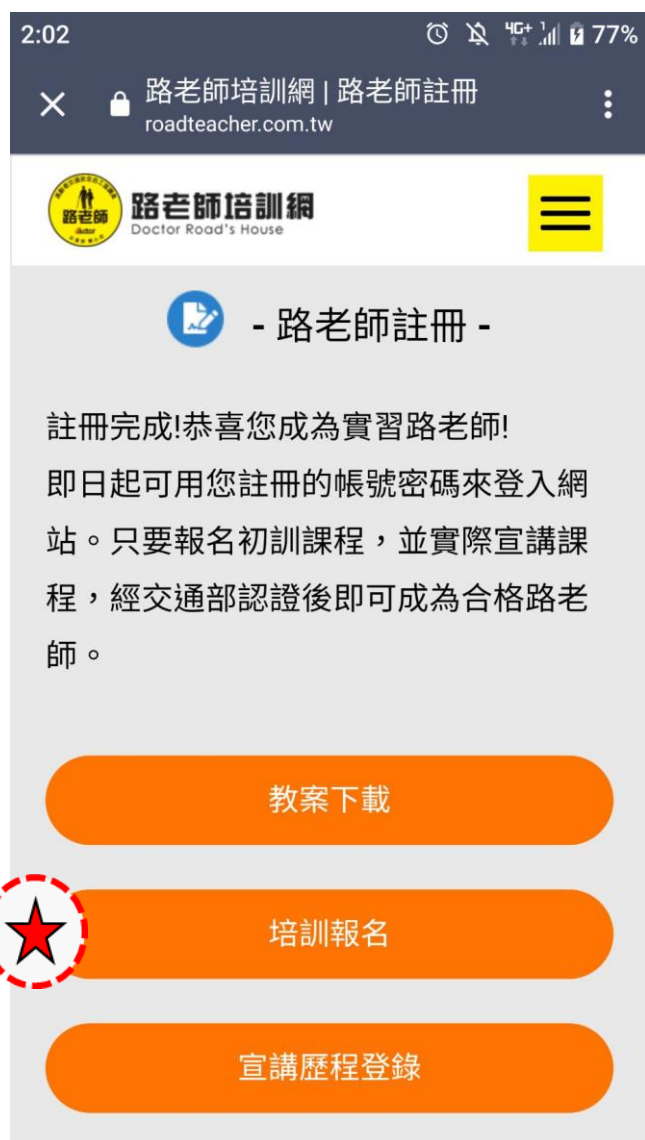 2:02
4G+ 77%
路老師培訓網 | 路老師註冊
roadteacher.com.tw
路老師
路老師培訓網
Doctor Road's House
- 路老師註冊 -
註冊完成!恭喜您成為實習路老師!
即日起可用您註冊的帳號密碼來登入網
站。只要報名初訓課程，並實際宣講課
程，經交通部認證後即可成為合格路老
師。
教案下載
培訓報名
宣講歷程登錄